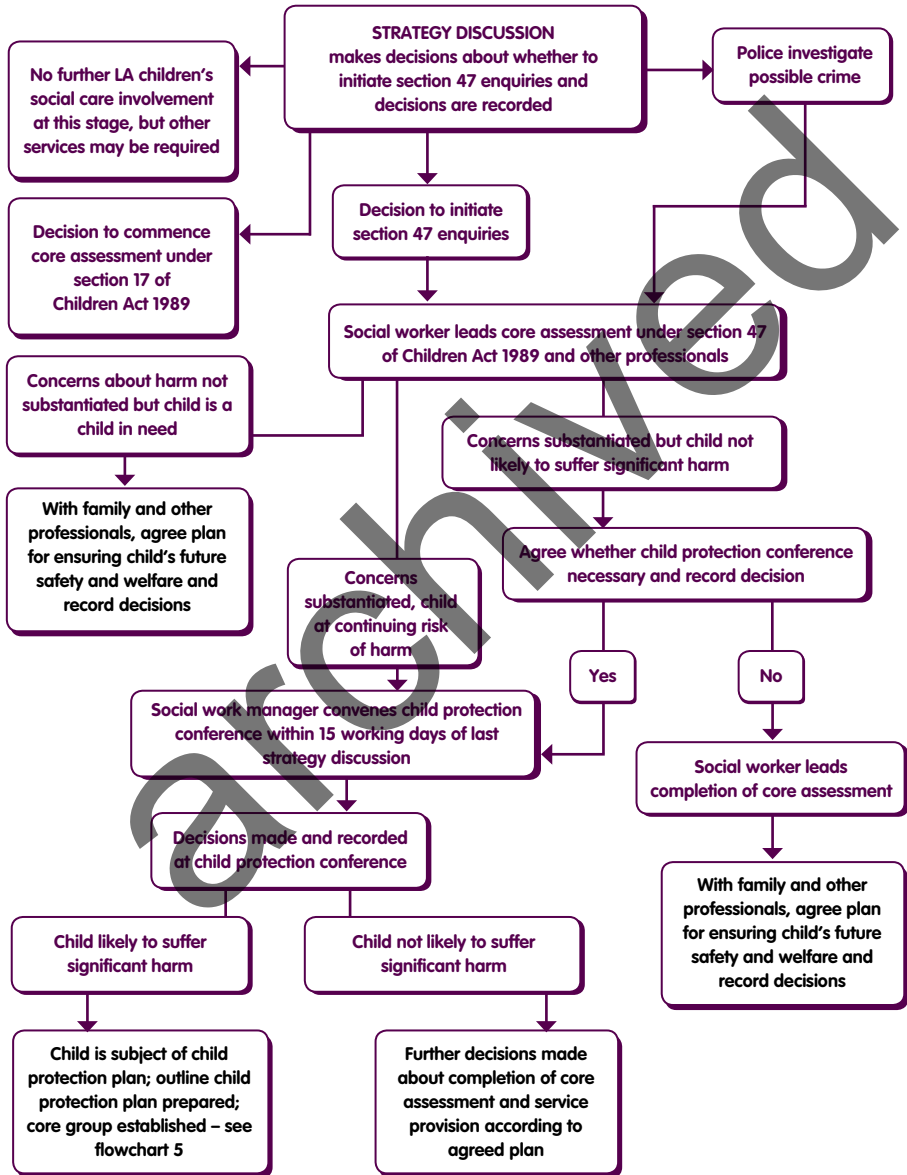 STRATEGY DISCUSSION
makes decisions about whether to
initiate section 47 enquiries and
decisions are recorded
No further LA children's
social care involvement
at this stage, but other
services may be required
Police investigate
possible crime
Decision to initiate
section 47 enquiries
Decision to commence
core assessment under
section 17 of
Children Act 1989
Social worker leads core assessment under section 47
of Children Act 1989 and other professionals
Concerns about harm not
substantiated but child is a
child in need
Concerns substantiated but child not
likely to suffer significant harm
With family and other
professionals, agree plan
for ensuring child's future
safety and welfare and
record decisions
Agree whether child protection conference
necessary and record decision
Concerns
substantiated, child
at continuing risk
of harm
Yes
No
Social work manager convenes child protection
conference within 15 working days of last
strategy discussion
Social worker leads
completion of core assessment
Decisions made and recorded
at child protection conference
With family and other
professionals, agree plan
for ensuring child's future
safety and welfare and
record decisions
Child likely to suffer
significant harm
Child not likely to suffer
significant harm
Child is subject of child
protection plan; outline child
protection plan prepared;
core group established – see
flowchart 5
Further decisions made
about completion of core
assessment and service
provision according to
agreed plan
archived